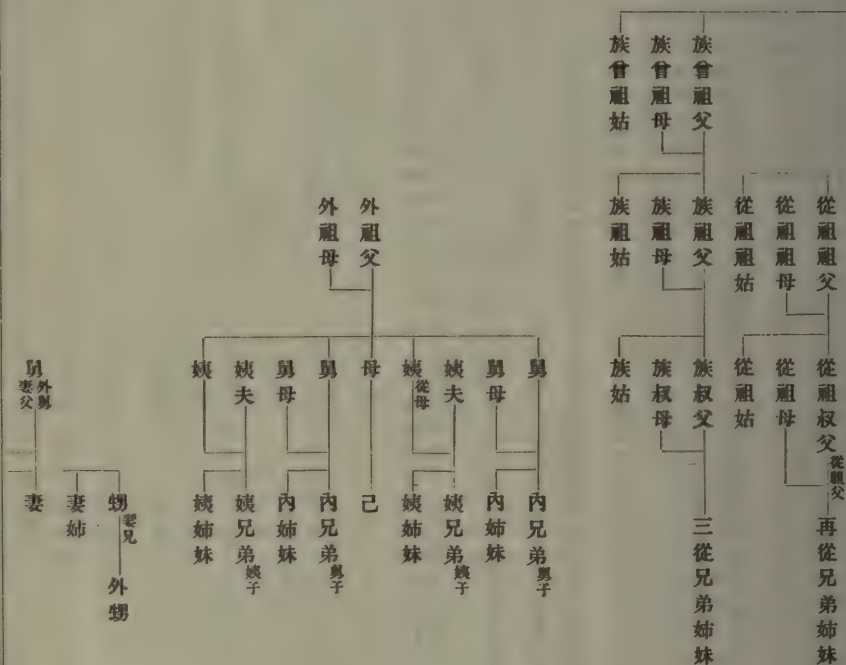 族曾祖父
族曾祖母
族曾祖姑
從祖祖父
從祖祖母
從祖祖姑
族祖父
族祖母
族祖姑
從祖叔父 從祖父
從祖母
從祖姑
族叔父
族叔母
族姑
再從兄弟姉妹
三從兄弟姉妹
外祖父
外祖母
舅
舅母
姨夫
姨 從母
母
舅
舅母
姨夫
姨
內兄弟 舅子
內姉妹
姨兄弟 姨子
姨姉妹
己
內兄弟 舅子
內姉妹
姨兄弟 姨子
姨姉妹
舅 外舅 妻父
甥 妻兄
妻姉
妻
外甥